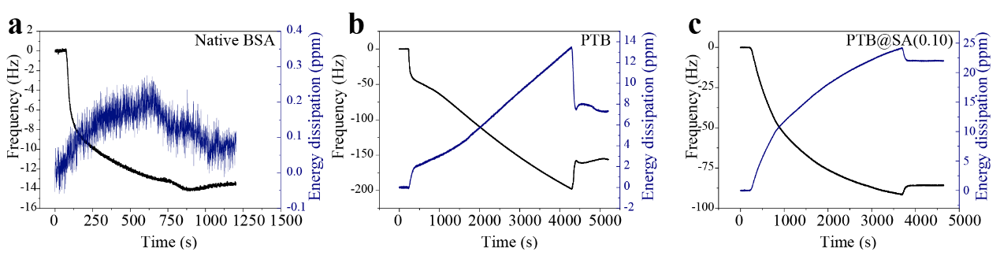 a
Native BSA
2
0
-2
-4
-6
-8
-10
-12
-14
-16
Frequency (Hz)
0.4
0.3
0.2
0.1
0.0
-0.1
Energy dissipation (ppm)
0 250 500 750 1000 1250 1500
Time (s)
b
PTB
0
-50
-100
-150
-200
Frequency (Hz)
14
12
10
8
6
4
2
0
-2
Energy dissipation (ppm)
0 1000 2000 3000 4000 5000
Time (s)
c
PTB@SA(0.10)
0
-25
-50
-75
-100
Frequency (Hz)
25
20
15
10
5
0
Energy dissipation (ppm)
0 1000 2000 3000 4000 5000
Time (s)